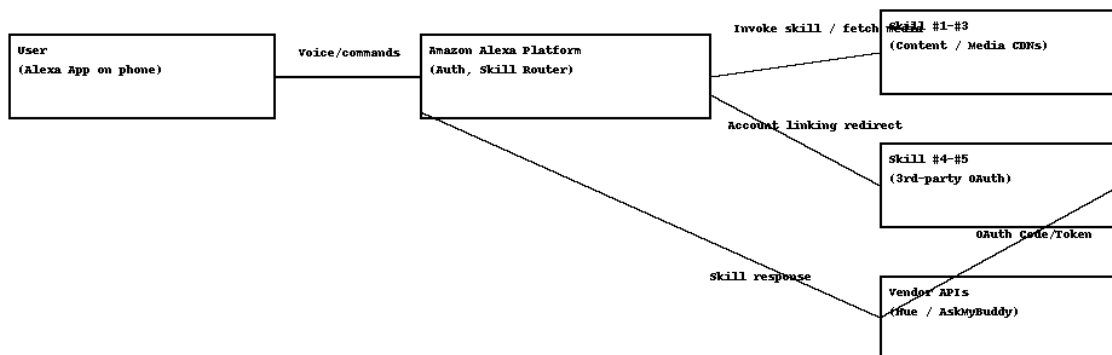 User
(Alexa App on phone)
Voice/commands
Amazon Alexa Platform
(Auth, Skill Router)
Invoke skill / fetch media
Skill #1-#3
(Content / Media CDNs)
Account linking redirect
Skill #4-#5
(3rd-party OAuth)
OAuth Code/Token
Skill response
Vendor APIs
(Hue / AskMyBuddy)